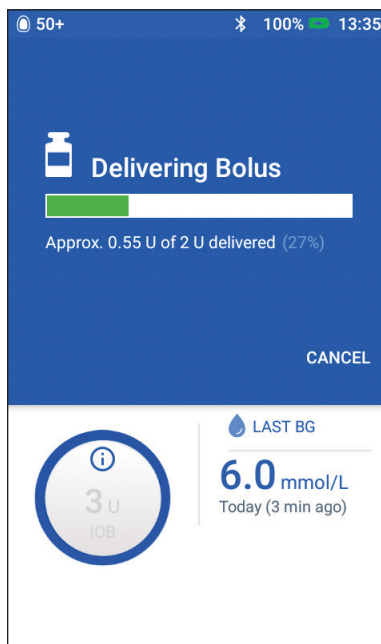 50+ 100% 13:35
Delivering Bolus
Approx. 0.55 U of 2 U delivered (27%)
CANCEL
LAST BG
6.0 mmol/L
Today (3 min ago)
3 U
IOB